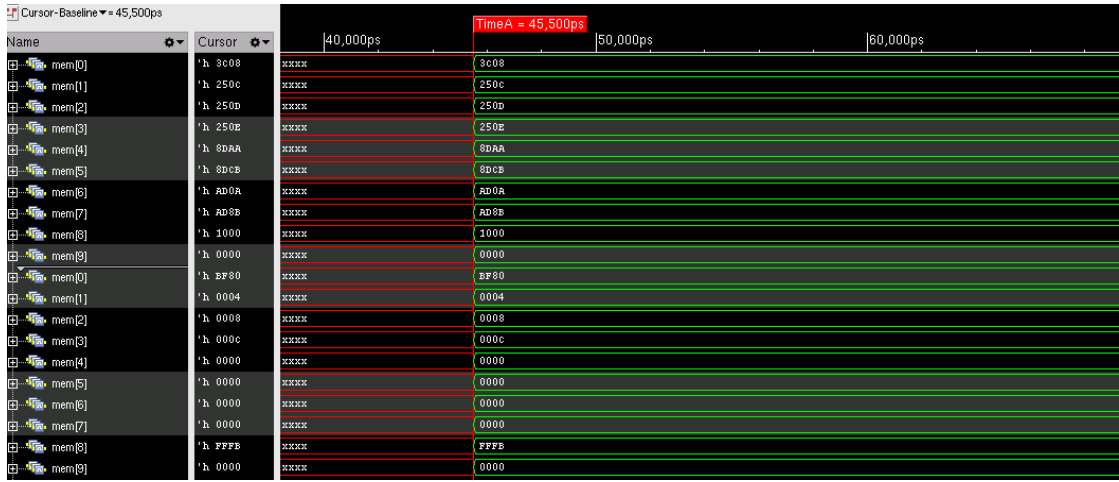 Cursor-Baseline ▾= 45,500ps
TimeA = 45,500ps
Name Cursor 40,000ps 50,000ps 60,000ps
mem[0] 'h 3C08 xxxx 3C08
mem[1] 'h 250C xxxx 250C
mem[2] 'h 250D xxxx 250D
mem[3] 'h 250E xxxx 250E
mem[4] 'h 8DAA xxxx 8DAA
mem[5] 'h 8DCB xxxx 8DCB
mem[6] 'h AD0A xxxx AD0A
mem[7] 'h AD8B xxxx AD8B
mem[8] 'h 1000 xxxx 1000
mem[9] 'h 0000 xxxx 0000
mem[0] 'h BF80 xxxx BF80
mem[1] 'h 0004 xxxx 0004
mem[2] 'h 0008 xxxx 0008
mem[3] 'h 000C xxxx 000C
mem[4] 'h 0000 xxxx 0000
mem[5] 'h 0000 xxxx 0000
mem[6] 'h 0000 xxxx 0000
mem[7] 'h 0000 xxxx 0000
mem[8] 'h FFFB xxxx FFFB
mem[9] 'h 0000 xxxx 0000